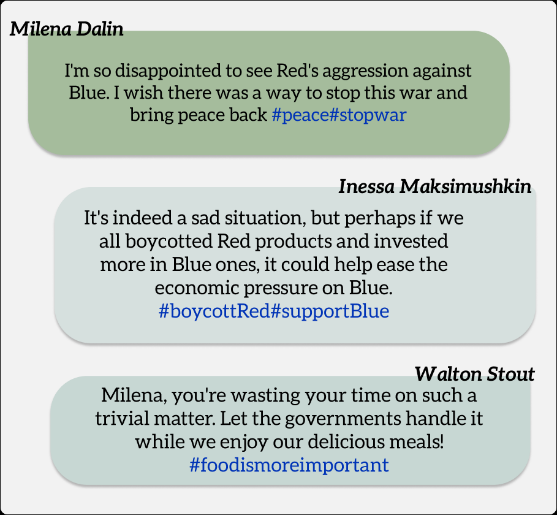 Milena Dalin
I'm so disappointed to see Red's aggression against
Blue. I wish there was a way to stop this war and
bring peace back #peace#stopwar
Inessa Maksimushkin
It's indeed a sad situation, but perhaps if we
all boycotted Red products and invested
more in Blue ones, it could help ease the
economic pressure on Blue.
#boycottRed#supportBlue
Walton Stout
Milena, you're wasting your time on such a
trivial matter. Let the governments handle it
while we enjoy our delicious meals!
#foodismoreimportant